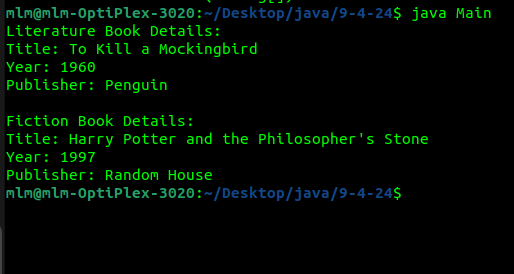 mlm@mlm-OptiPlex-3020:~/Desktop/java/9-4-24$ java Main
Literature Book Details:
Title: To Kill a Mockingbird
Year: 1960
Publisher: Penguin

Fiction Book Details:
Title: Harry Potter and the Philosopher's Stone
Year: 1997
Publisher: Random House
mlm@mlm-OptiPlex-3020:~/Desktop/java/9-4-24$